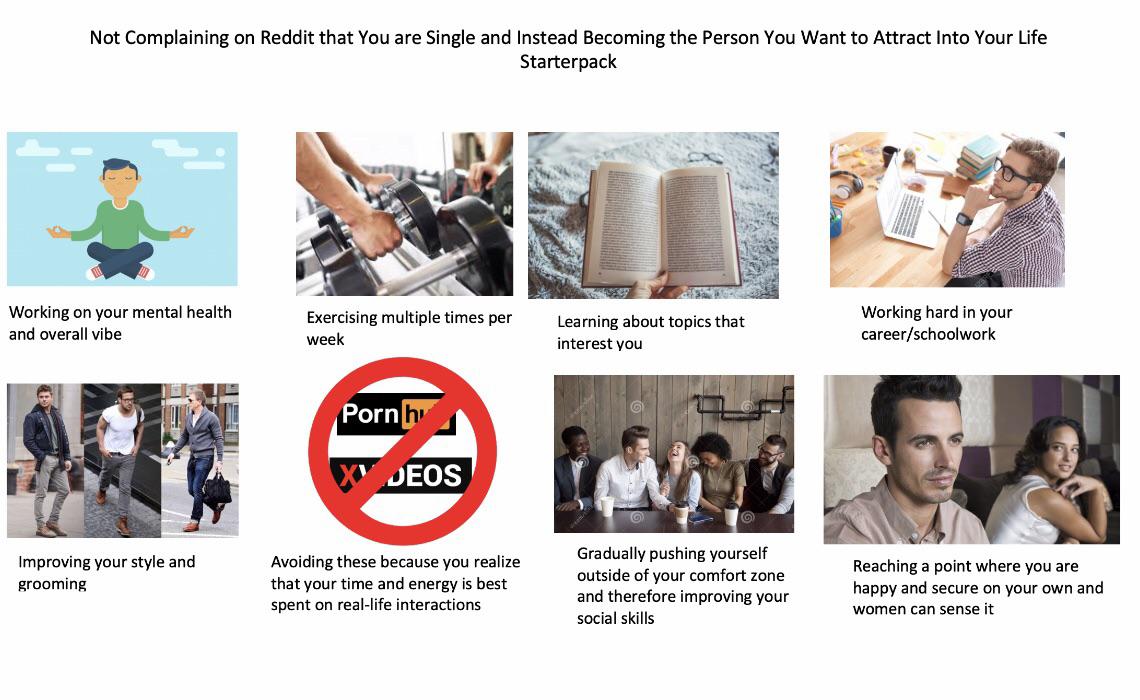 Not Complaining on Reddit that You are Single and Instead Becoming the Person You Want to Attract Into Your Life
Starterpack
Working on your mental health
and overall vibe
Exercising multiple times per
week
Learning about topics that
interest you
Working hard in your
career/schoolwork
Improving your style and
grooming
Porn hub
XVIDEOS
Avoiding these because you realize
that your time and energy is best
spent on real-life interactions
Gradually pushing yourself
outside of your comfort zone
and therefore improving your
social skills
Reaching a point where you are
happy and secure on your own and
women can sense it